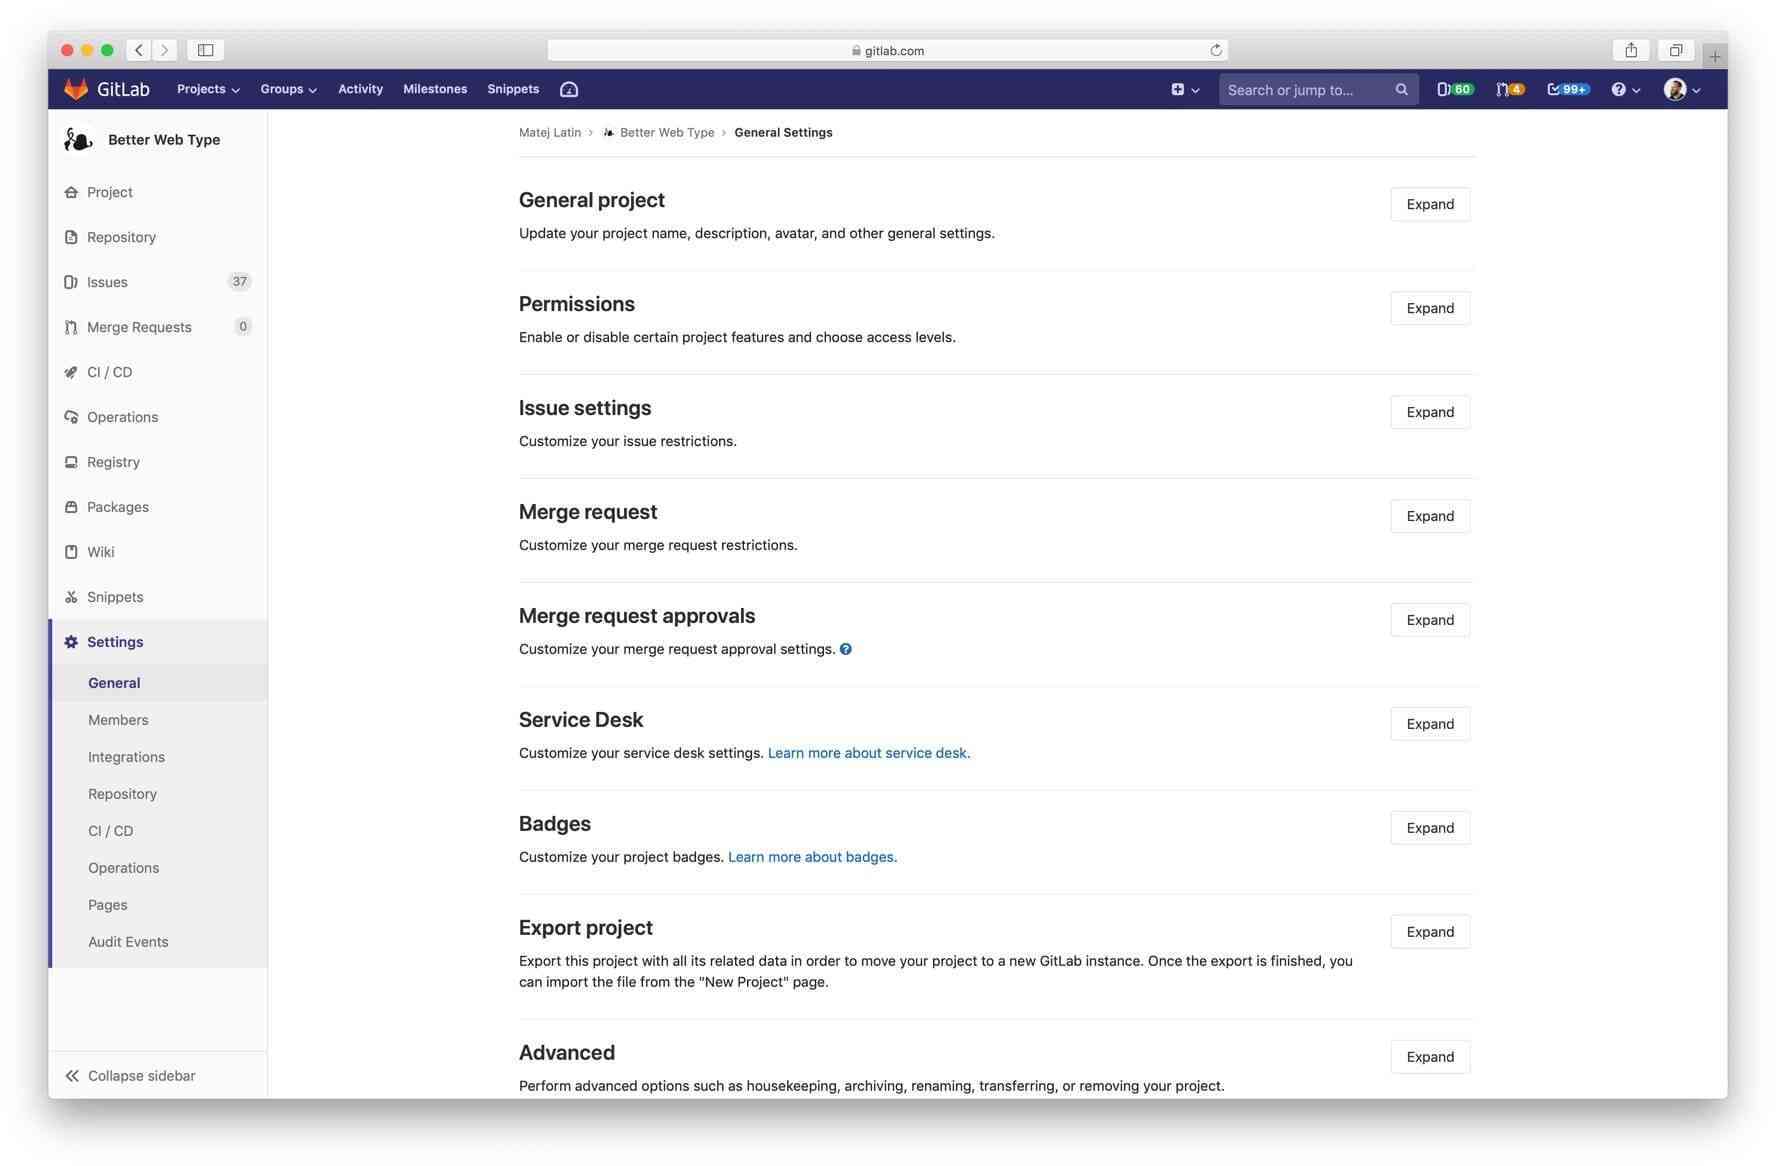 gitlab.com
GitLab Projects Groups Activity Milestones Snippets Search or jump to... 60 4 99+
Better Web Type
Project
Repository
Issues 37
Merge Requests 0
CI / CD
Operations
Registry
Packages
Wiki
Snippets
Settings
General
Members
Integrations
Repository
CI / CD
Operations
Pages
Audit Events
Collapse sidebar
Matej Latin › Better Web Type › General Settings
General project
Expand
Update your project name, description, avatar, and other general settings.
Permissions
Expand
Enable or disable certain project features and choose access levels.
Issue settings
Expand
Customize your issue restrictions.
Merge request
Expand
Customize your merge request restrictions.
Merge request approvals
Expand
Customize your merge request approval settings. ?
Service Desk
Expand
Customize your service desk settings. Learn more about service desk.
Badges
Expand
Customize your project badges. Learn more about badges.
Export project
Expand
Export this project with all its related data in order to move your project to a new GitLab instance. Once the export is finished, you
can import the file from the "New Project" page.
Advanced
Expand
Perform advanced options such as housekeeping, archiving, renaming, transferring, or removing your project.